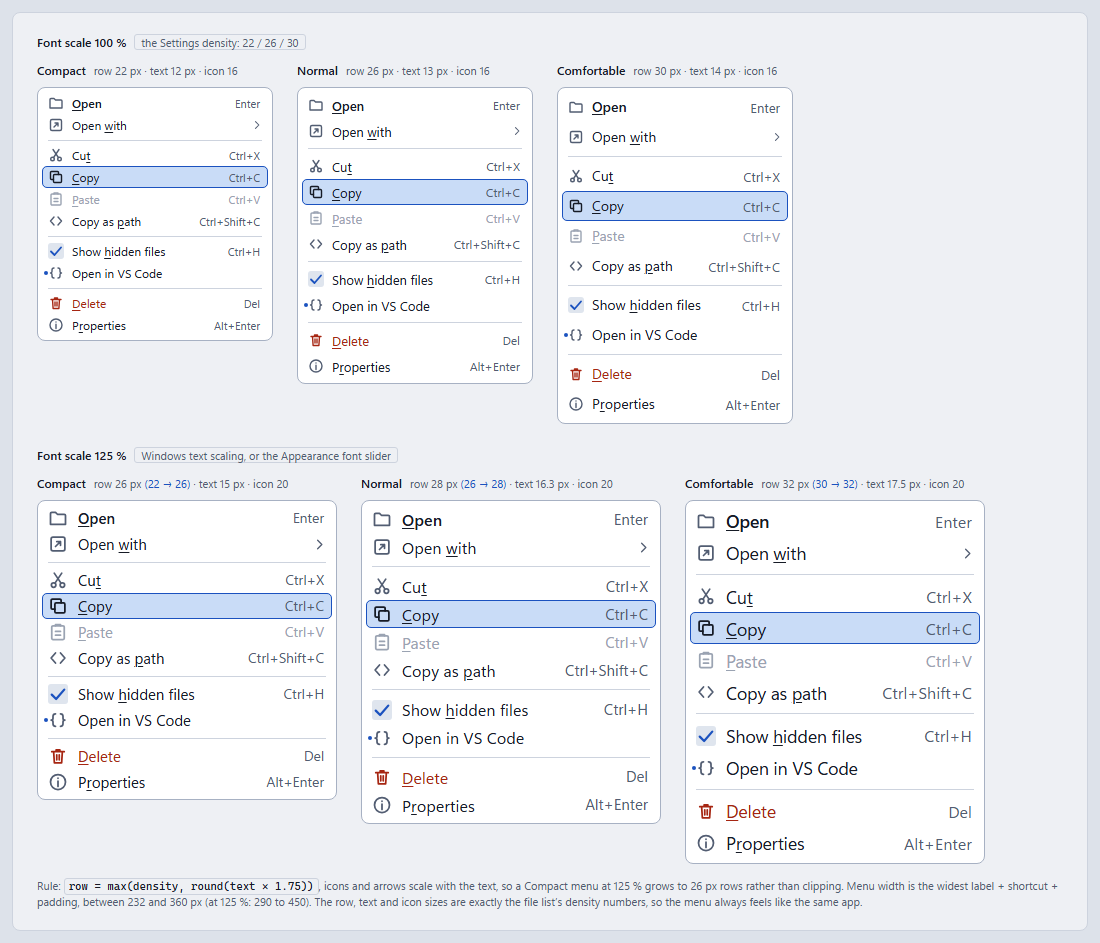 Font scale 100 % the Settings density: 22 / 26 / 30
Compact row 22 px · text 12 px · icon 16
Open Enter
Open with
Cut Ctrl+X
Copy Ctrl+C
Paste Ctrl+V
Copy as path Ctrl+Shift+C
Show hidden files Ctrl+H
Open in VS Code
Delete Del
Properties Alt+Enter
Normal row 26 px · text 13 px · icon 16
Open Enter
Open with
Cut Ctrl+X
Copy Ctrl+C
Paste Ctrl+V
Copy as path Ctrl+Shift+C
Show hidden files Ctrl+H
Open in VS Code
Delete Del
Properties Alt+Enter
Comfortable row 30 px · text 14 px · icon 16
Open Enter
Open with
Cut Ctrl+X
Copy Ctrl+C
Paste Ctrl+V
Copy as path Ctrl+Shift+C
Show hidden files Ctrl+H
Open in VS Code
Delete Del
Properties Alt+Enter
Font scale 125 % Windows text scaling, or the Appearance font slider
Compact row 26 px (22 → 26) · text 15 px · icon 20
Open Enter
Open with
Cut Ctrl+X
Copy Ctrl+C
Paste Ctrl+V
Copy as path Ctrl+Shift+C
Show hidden files Ctrl+H
Open in VS Code
Delete Del
Properties Alt+Enter
Normal row 28 px (26 → 28) · text 16.3 px · icon 20
Open Enter
Open with
Cut Ctrl+X
Copy Ctrl+C
Paste Ctrl+V
Copy as path Ctrl+Shift+C
Show hidden files Ctrl+H
Open in VS Code
Delete Del
Properties Alt+Enter
Comfortable row 32 px (30 → 32) · text 17.5 px · icon 20
Open Enter
Open with
Cut Ctrl+X
Copy Ctrl+C
Paste Ctrl+V
Copy as path Ctrl+Shift+C
Show hidden files Ctrl+H
Open in VS Code
Delete Del
Properties Alt+Enter
Rule: row = max(density, round(text × 1.75)), icons and arrows scale with the text, so a Compact menu at 125 % grows to 26 px rows rather than clipping. Menu width is the widest label + shortcut +
padding, between 232 and 360 px (at 125 %: 290 to 450). The row, text and icon sizes are exactly the file list's density numbers, so the menu always feels like the same app.